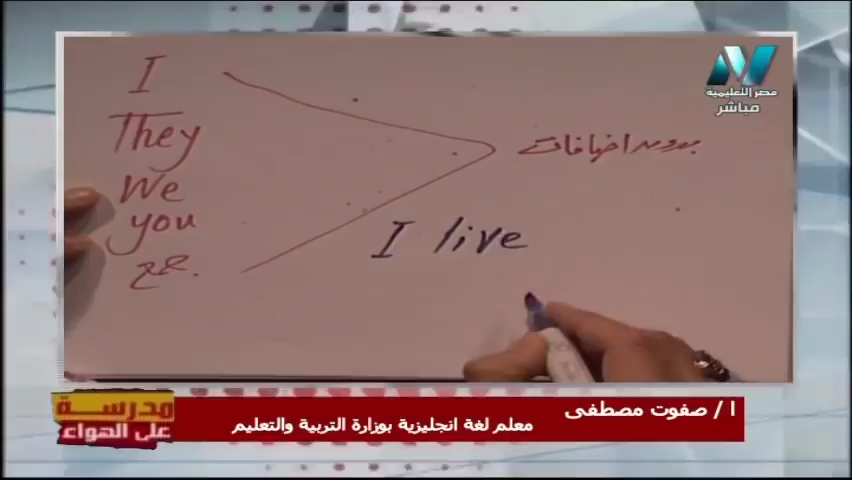 مصر التعليمية
مباشر
I
They
We
you
جمع.
بدون اضافات
I live
ا / صفوت مصطفى
معلم لغة انجليزية بوزارة التربية والتعليم
مدرسة
على الهواء